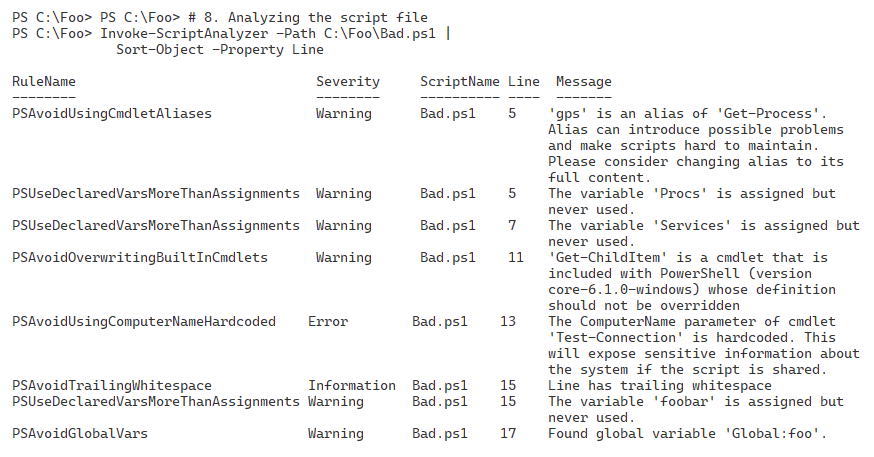 PS C:\Foo> PS C:\Foo> # 8. Analyzing the script file
PS C:\Foo> Invoke-ScriptAnalyzer -Path C:\Foo\Bad.ps1 |
             Sort-Object -Property Line

RuleName                              Severity     ScriptName Line  Message
--------                              --------     ---------- ----  -------
PSAvoidUsingCmdletAliases             Warning      Bad.ps1    5    'gps' is an alias of 'Get-Process'.
                                                                   Alias can introduce possible problems
                                                                   and make scripts hard to maintain.
                                                                   Please consider changing alias to its
                                                                   full content.
PSUseDeclaredVarsMoreThanAssignments  Warning      Bad.ps1    5    The variable 'Procs' is assigned but
                                                                   never used.
PSUseDeclaredVarsMoreThanAssignments  Warning      Bad.ps1    7    The variable 'Services' is assigned but
                                                                   never used.
PSAvoidOverwritingBuiltInCmdlets      Warning      Bad.ps1    11   'Get-ChildItem' is a cmdlet that is
                                                                   included with PowerShell (version
                                                                   core-6.1.0-windows) whose definition
                                                                   should not be overridden
PSAvoidUsingComputerNameHardcoded    Error        Bad.ps1    13    The ComputerName parameter of cmdlet
                                                                   'Test-Connection' is hardcoded. This
                                                                   will expose sensitive information about
                                                                   the system if the script is shared.
PSAvoidTrailingWhitespace            Information  Bad.ps1    15    Line has trailing whitespace
PSUseDeclaredVarsMoreThanAssignments Warning      Bad.ps1    15    The variable 'foobar' is assigned but
                                                                   never used.
PSAvoidGlobalVars                    Warning      Bad.ps1    17    Found global variable 'Global:foo'.